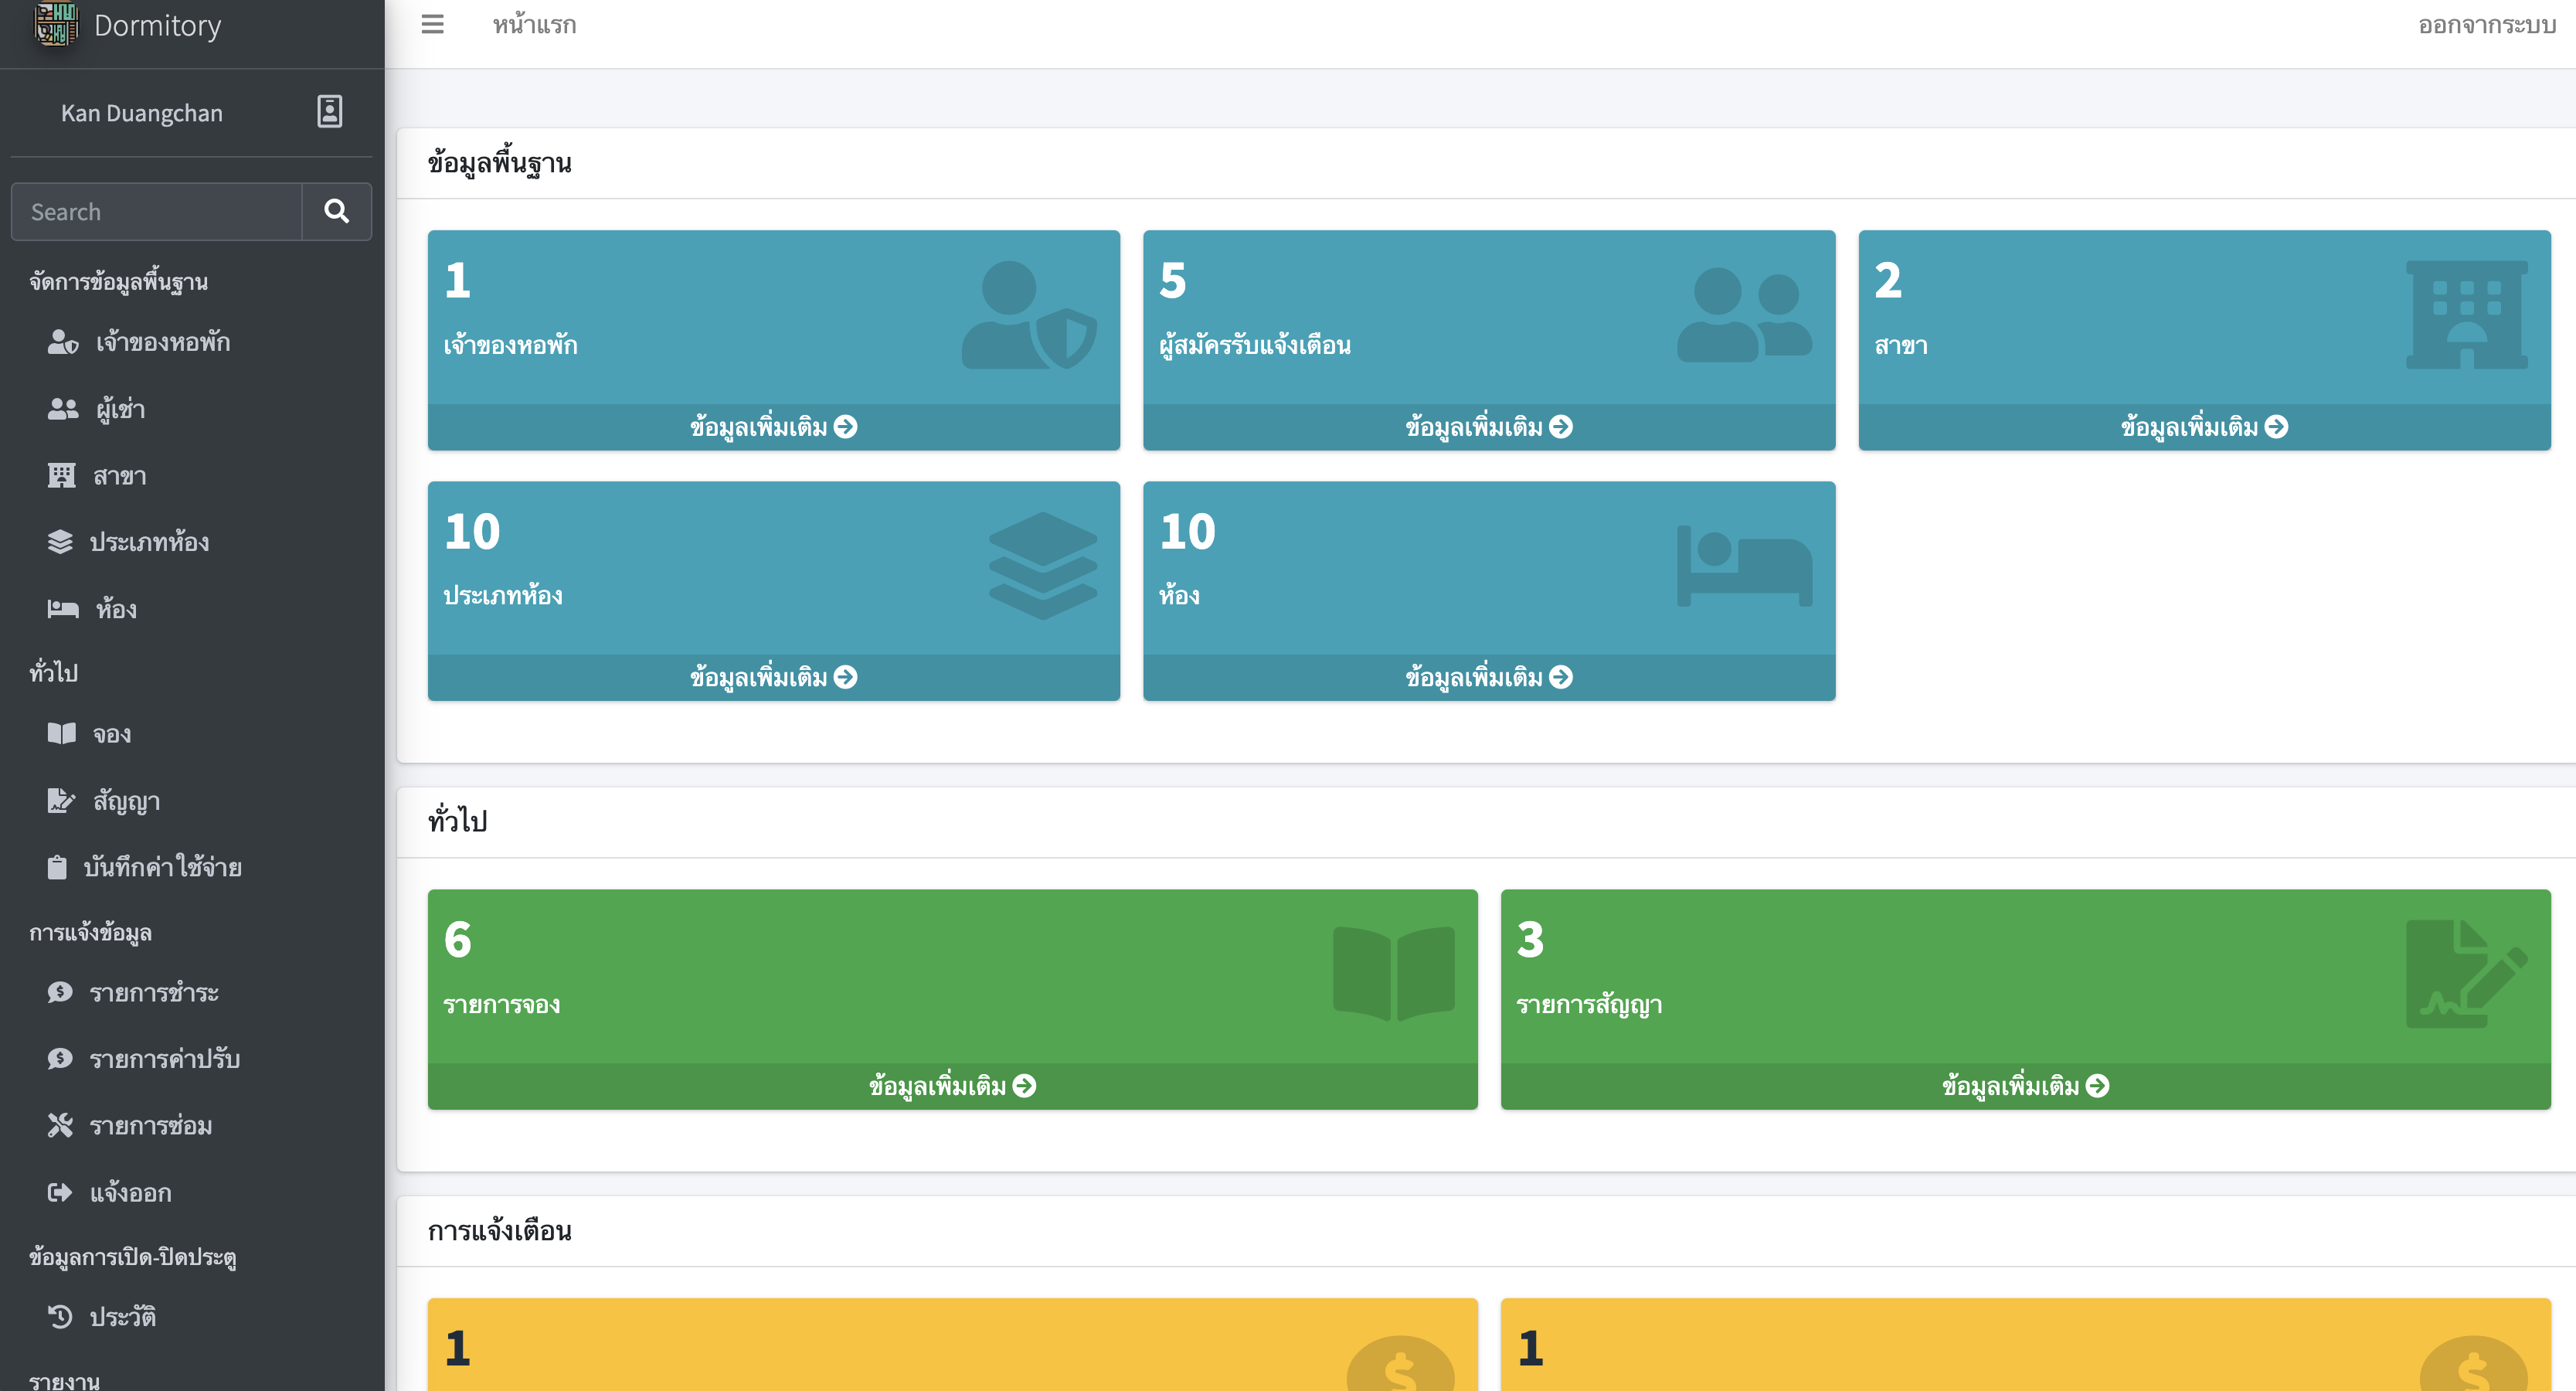 Dormitory
Kan Duangchan
Search
จัดการข้อมูลพื้นฐาน
เจ้าของหอพัก
ผู้เช่า
สาขา
ประเภทห้อง
ห้อง
ทั่วไป
จอง
สัญญา
บันทึกค่าใช้จ่าย
การแจ้งข้อมูล
รายการชำระ
รายการค่าปรับ
รายการซ่อม
แจ้งออก
ข้อมูลการเปิด-ปิดประตู
ประวัติ
รายงาน
หน้าแรก
ออกจากระบบ
ข้อมูลพื้นฐาน
1
เจ้าของหอพัก
ข้อมูลเพิ่มเติม
5
ผู้สมัครรับแจ้งเตือน
ข้อมูลเพิ่มเติม
2
สาขา
ข้อมูลเพิ่มเติม
10
ประเภทห้อง
ข้อมูลเพิ่มเติม
10
ห้อง
ข้อมูลเพิ่มเติม
ทั่วไป
6
รายการจอง
ข้อมูลเพิ่มเติม
3
รายการสัญญา
ข้อมูลเพิ่มเติม
การแจ้งเตือน
1
1